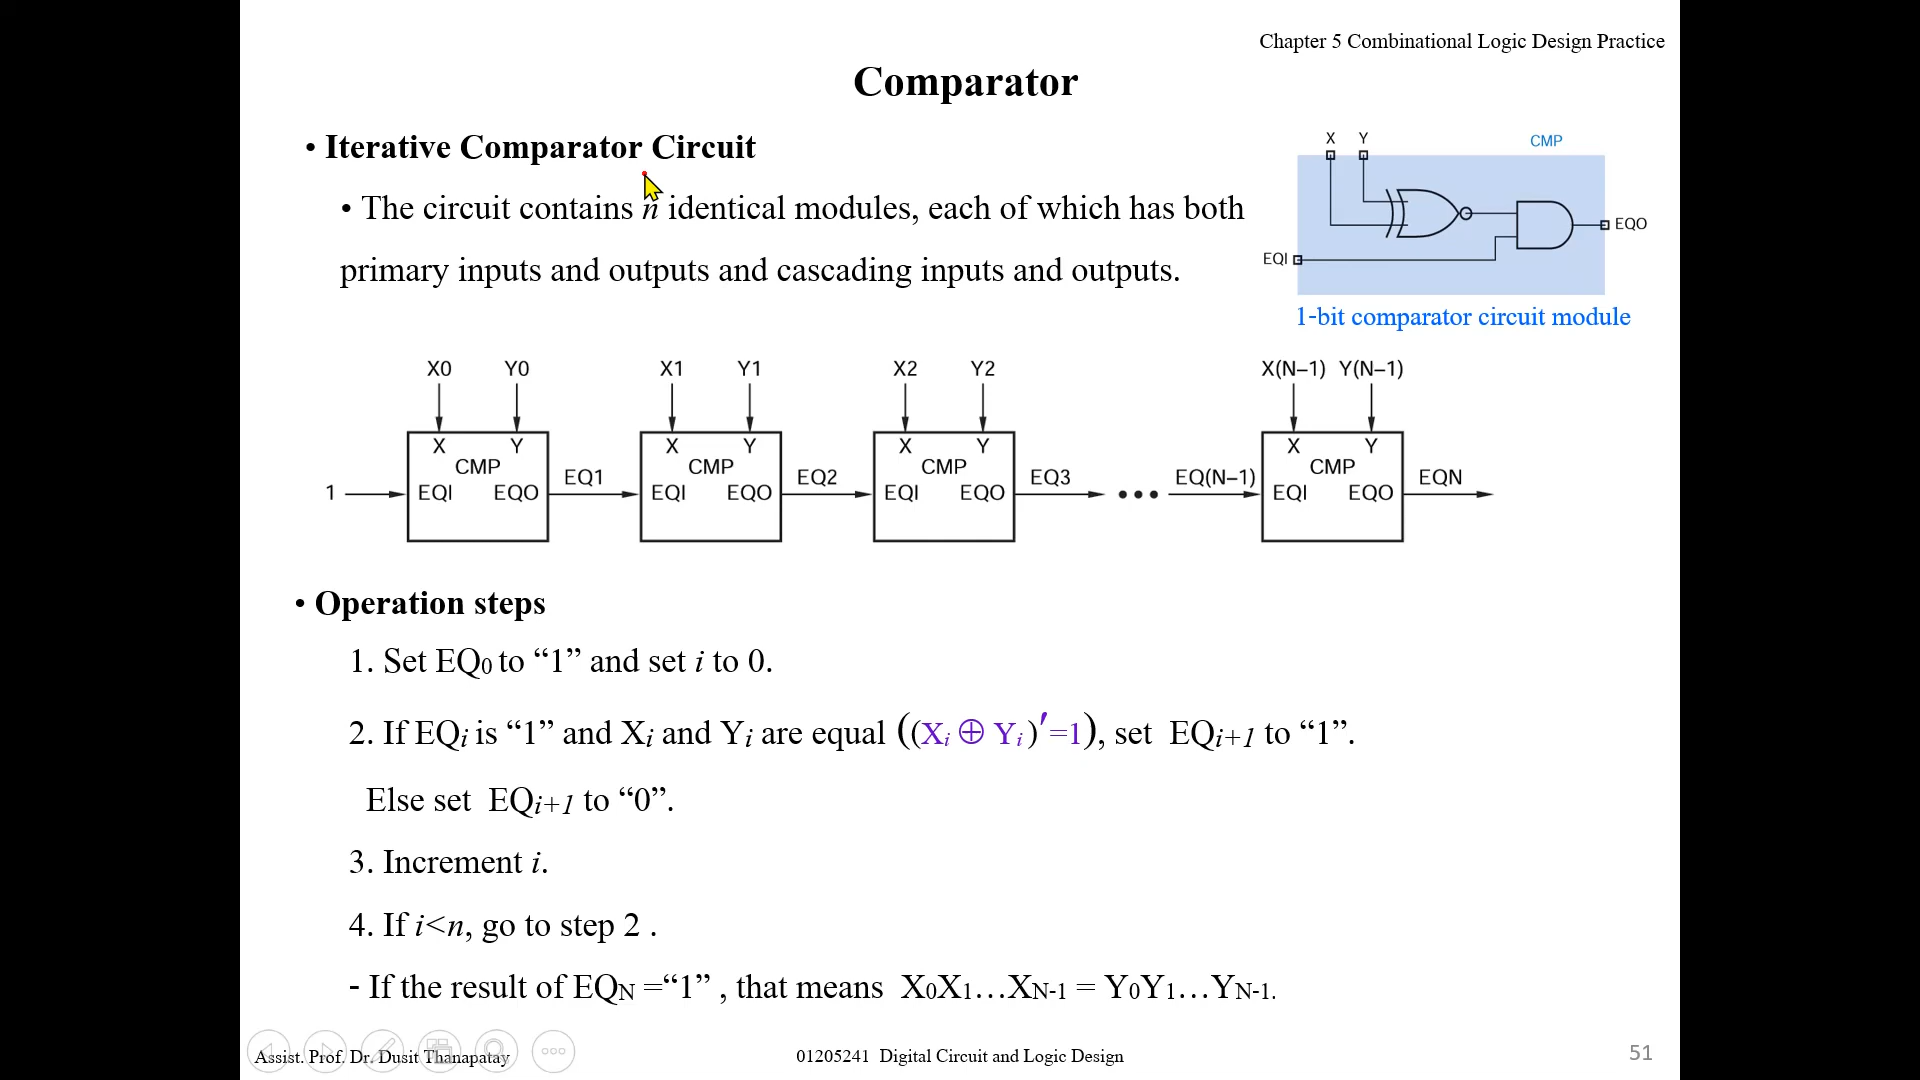 Chapter 5 Combinational Logic Design Practice
Comparator
• Iterative Comparator Circuit
• The circuit contains n identical modules, each of which has both
primary inputs and outputs and cascading inputs and outputs.
X Y CMP
EQO
EQI
1-bit comparator circuit module
X0 Y0 X1 Y1 X2 Y2 X(N–1) Y(N–1)
X Y X Y X Y X Y
CMP CMP CMP CMP
EQ1 EQ2 EQ3 EQ(N–1) EQN
1 EQI EQO EQI EQO EQI EQO ••• EQI EQO
• Operation steps
1. Set EQ0 to “1” and set i to 0.
2. If EQi is “1” and Xi and Yi are equal ((Xi ⊕ Yi)′=1), set EQi+1 to “1”.
Else set EQi+1 to “0”.
3. Increment i.
4. If i<n, go to step 2 .
- If the result of EQN =“1” , that means X0X1…XN-1 = Y0Y1…YN-1.
Assist. Prof. Dr. Dusit Thanapatay
01205241 Digital Circuit and Logic Design
51